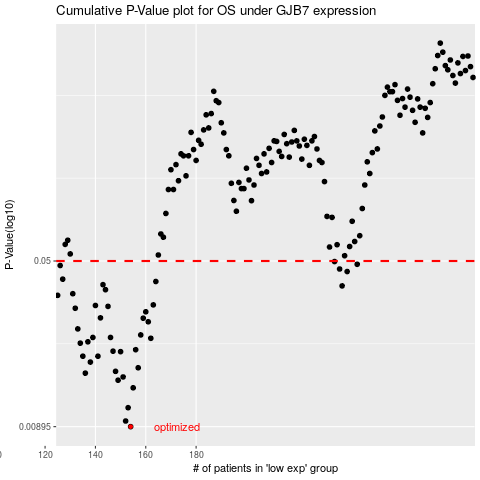 Cumulative P-Value plot for OS under GJB7 expression
P-Value(log10)
0.05
0.00895
optimized
0 120 140 160 180
# of patients in 'low exp' group